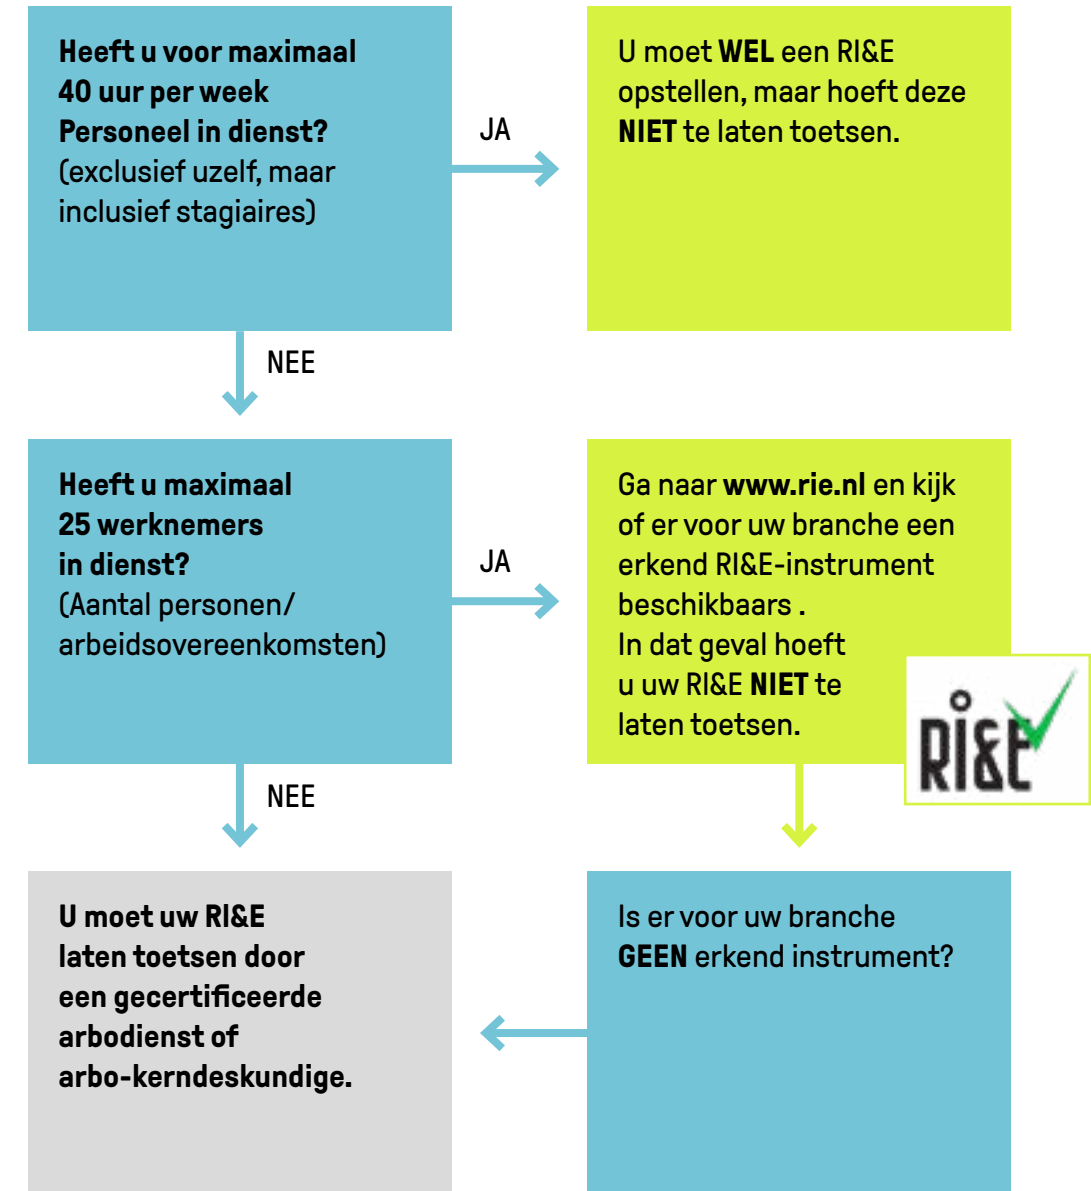 Heeft u voor maximaal
40 uur per week
Personeel in dienst?
(exclusief uzelf, maar
inclusief stagiaires)
JA
U moet WEL een RI&E
opstellen, maar hoeft deze
NIET te laten toetsen.
NEE
Heeft u maximaal
25 werknemers
in dienst?
(Aantal personen/
arbeidsovereenkomsten)
JA
Ga naar www.rie.nl en kijk
of er voor uw branche een
erkend RI&E-instrument
beschikbaars .
In dat geval hoeft
u uw RI&E NIET te
laten toetsen.
RI&E
NEE
U moet uw RI&E
laten toetsen door
een gecertificeerde
arbodienst of
arbo-kerndeskundige.
Is er voor uw branche
GEEN erkend instrument?